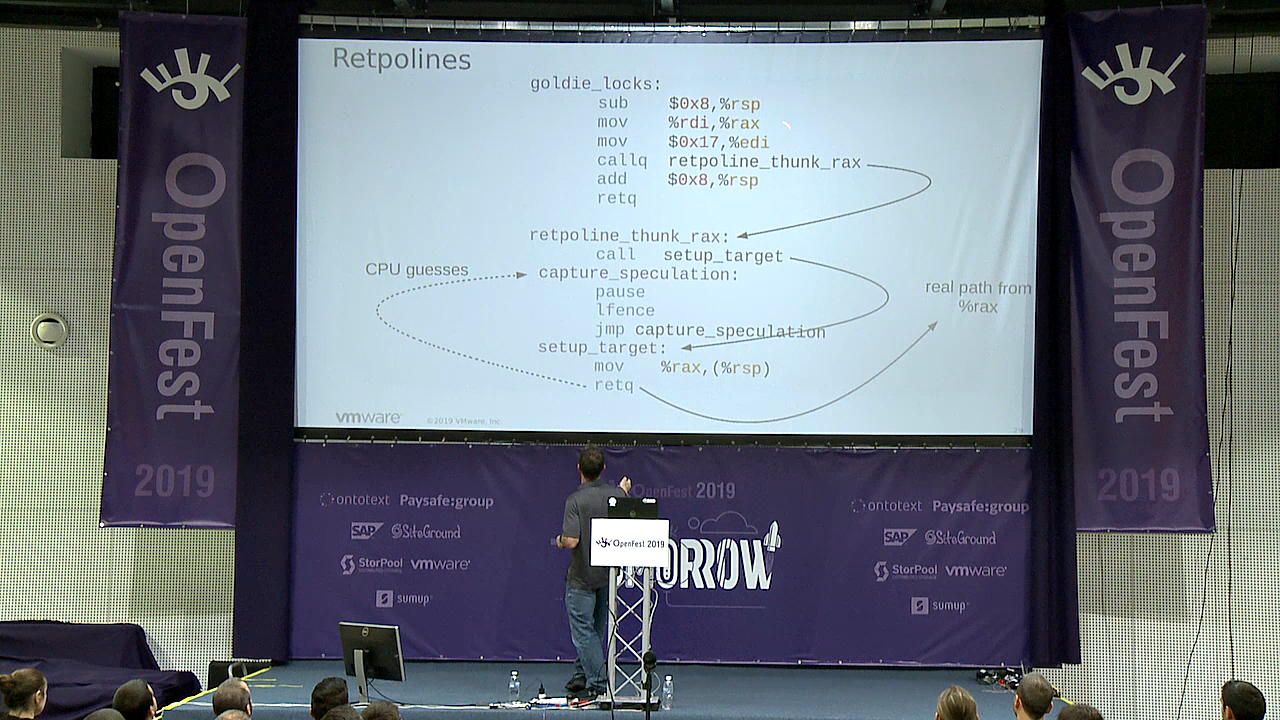 Retpolines
goldie_locks:
sub $0x8,%rsp
mov %rdi,%rax
mov $0x17,%edi
callq retpoline_thunk_rax
add $0x8,%rsp
retq
retpoline_thunk_rax:
call setup_target
CPU guesses
capture_speculation:
pause
lfence
jmp capture_speculation
setup_target:
mov %rax,(%rsp)
retq
real path from
%rax
vmware
©2019 VMware, Inc.
OpenFest
2019
OpenFest
2019
OpenFest 2019
ontotext Paysafe:group
SAP SiteGround
StorPool vmware
sumup
OpenFest 2019
ORROW
ontotext Paysafe:group
SAP SiteGround
StorPool vmware
sumup